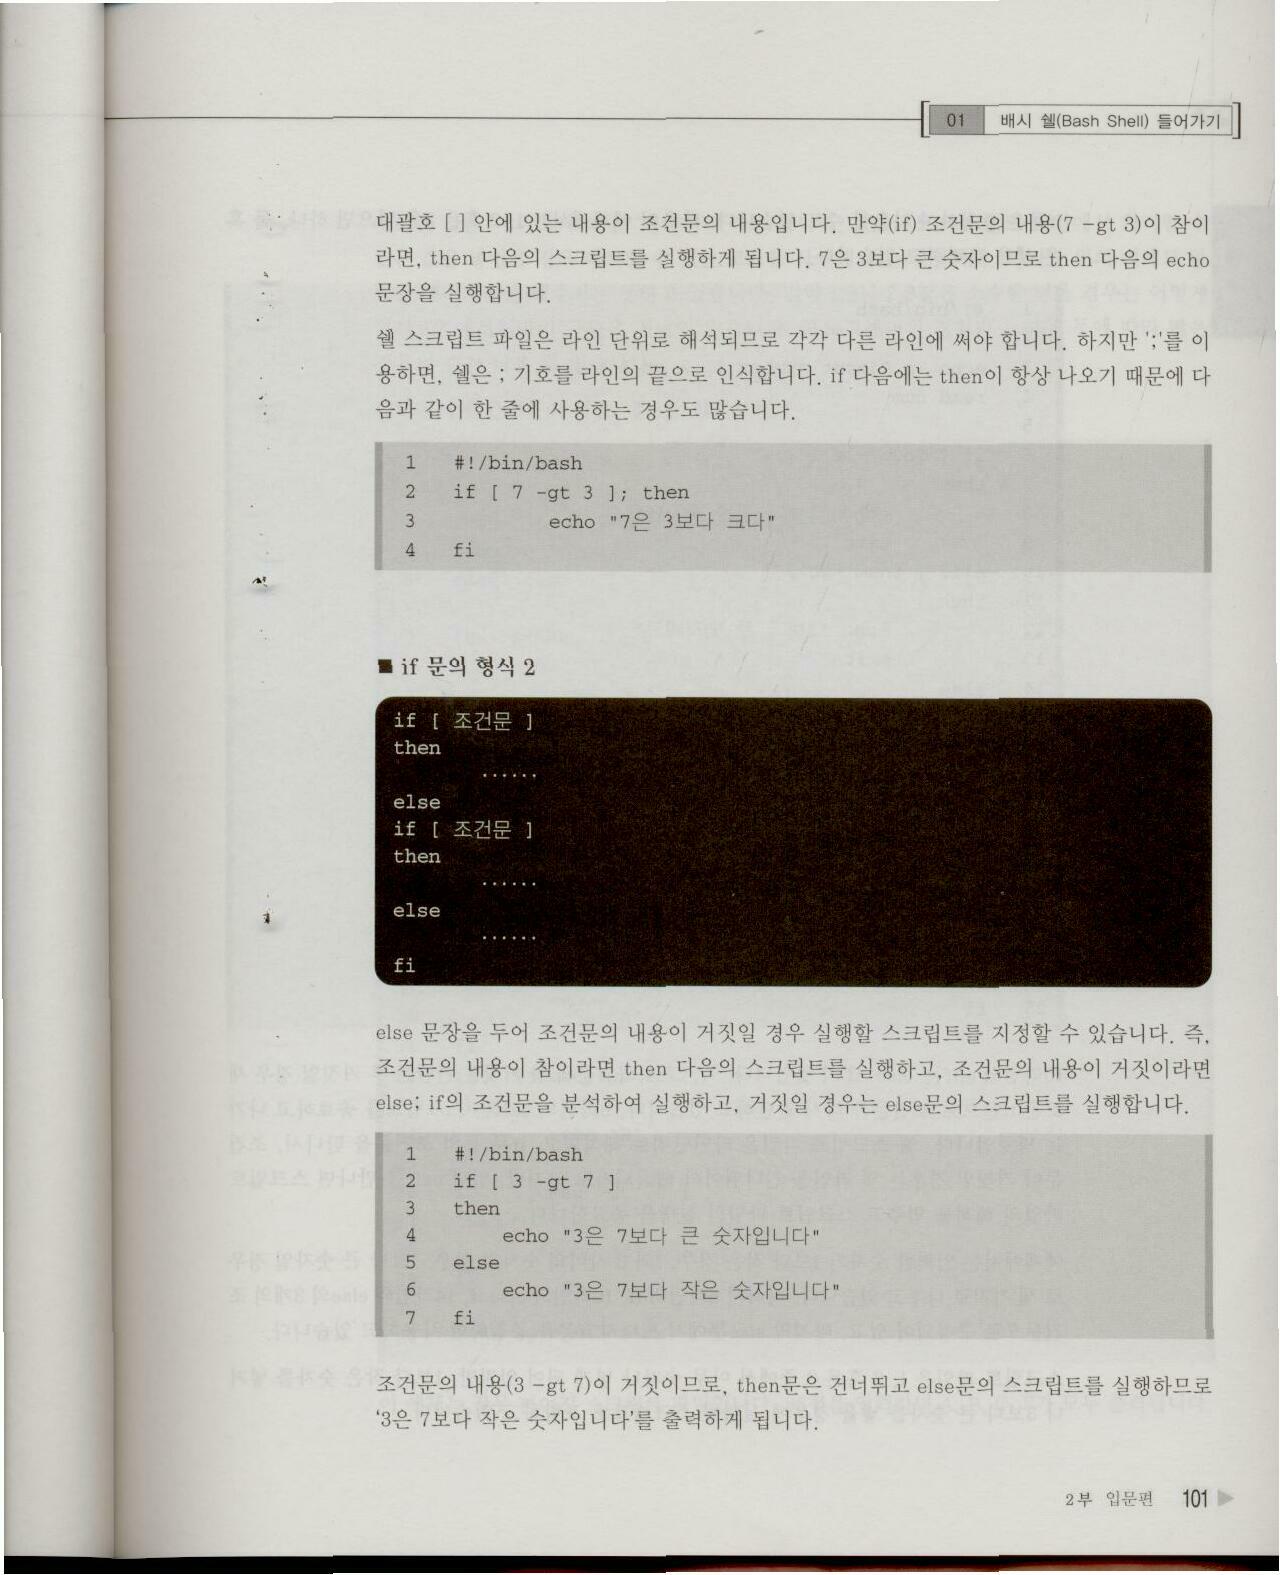 01 배시 쉘(Bash Shell) 들어가기
대괄호 [ ] 안에 있는 내용이 조건문의 내용입니다. 만약(if) 조건문의 내용(7 -gt 3)이 참이
라면, then 다음의 스크립트를 실행하게 됩니다. 7은 3보다 큰 숫자이므로 then 다음의 echo
문장을 실행합니다.
쉘 스크립트 파일은 라인 단위로 해석되므로 각각 다른 라인에 써야 합니다. 하지만 ';'를 이
용하면, 쉘은 ; 기호를 라인의 끝으로 인식합니다. if 다음에는 then이 항상 나오기 때문에 다
음과 같이 한 줄에 사용하는 경우도 많습니다.
1 #!/bin/bash
2 if [ 7 -gt 3 ]; then
3 echo "7은 3보다 크다"
4 fi
■ if 문의 형식 2
if [ 조건문 ]
then
......
else
if [ 조건문 ]
then
......
else
......
fi
else 문장을 두어 조건문의 내용이 거짓일 경우 실행할 스크립트를 지정할 수 있습니다. 즉,
조건문의 내용이 참이라면 then 다음의 스크립트를 실행하고, 조건문의 내용이 거짓이라면
else; if의 조건문을 분석하여 실행하고, 거짓일 경우는 else문의 스크립트를 실행합니다.
1 #!/bin/bash
2 if [ 3 -gt 7 ]
3 then
4 echo "3은 7보다 큰 숫자입니다"
5 else
6 echo "3은 7보다 작은 숫자입니다"
7 fi
조건문의 내용(3 -gt 7)이 거짓이므로, then문은 건너뛰고 else문의 스크립트를 실행하므로
‘3은 7보다 작은 숫자입니다’를 출력하게 됩니다.
2부 입문편 101